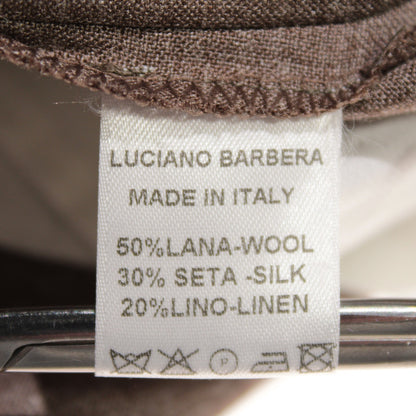 LUCIANO BARBERA
MADE IN ITALY
50%LANA-WOOL
30% SETA -SILK
20%LINO-LINEN
P